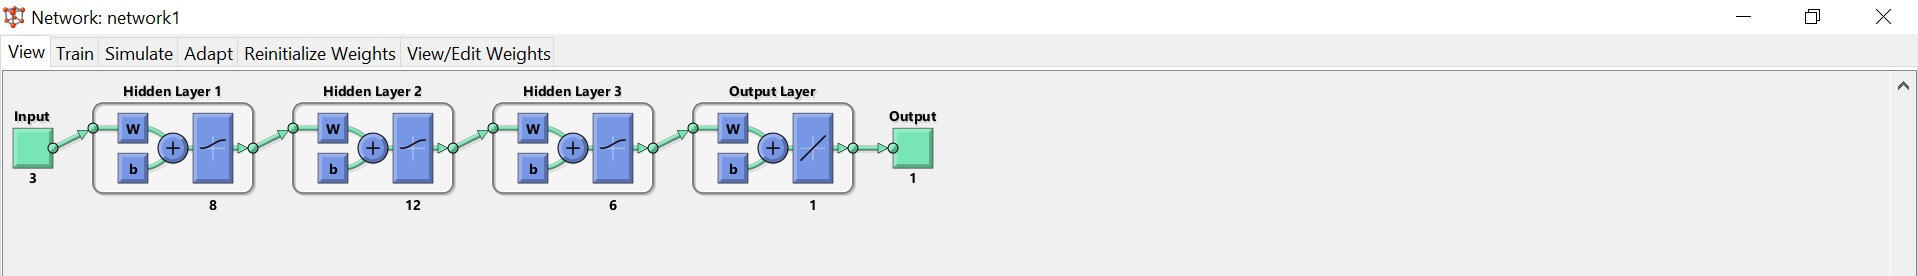 Network: network1
View Train Simulate Adapt Reinitialize Weights View/Edit Weights
Hidden Layer 1 Hidden Layer 2 Hidden Layer 3 Output Layer
Input Output
W W W W
b b b b
3 1
8 12 6 1